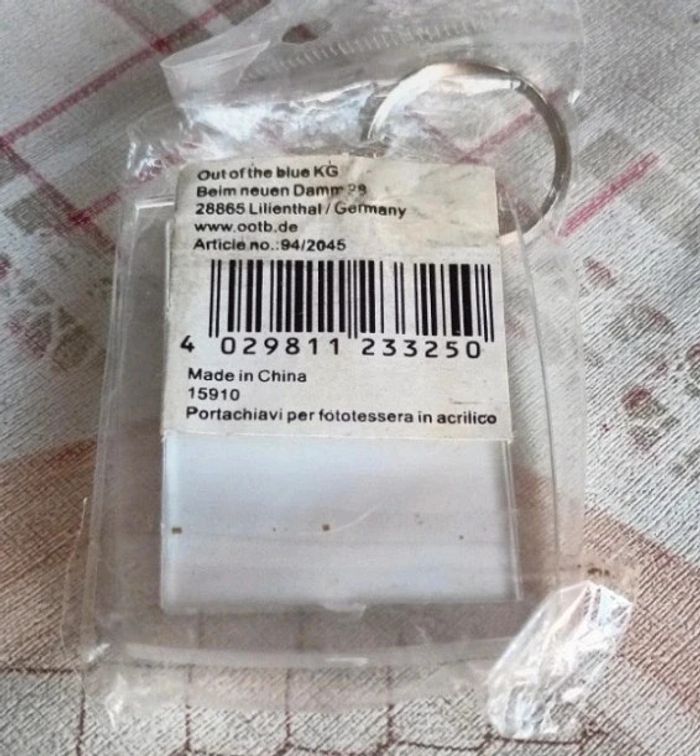 Out of the blue KG
Beim neuen Damm 28
28865 Lilienthal / Germany
www.ootb.de
Article no.:94/2045
4 029811 233250
Made in China
15910
Portachiavi per fototessera in acrilico